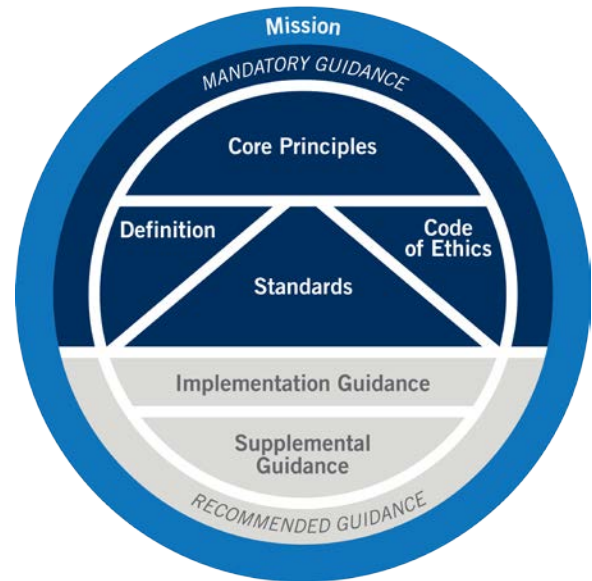 Mission
MANDATORY GUIDANCE
Core Principles
Definition
Code
of Ethics
Standards
Implementation Guidance
Supplemental
Guidance
RECOMMENDED GUIDANCE